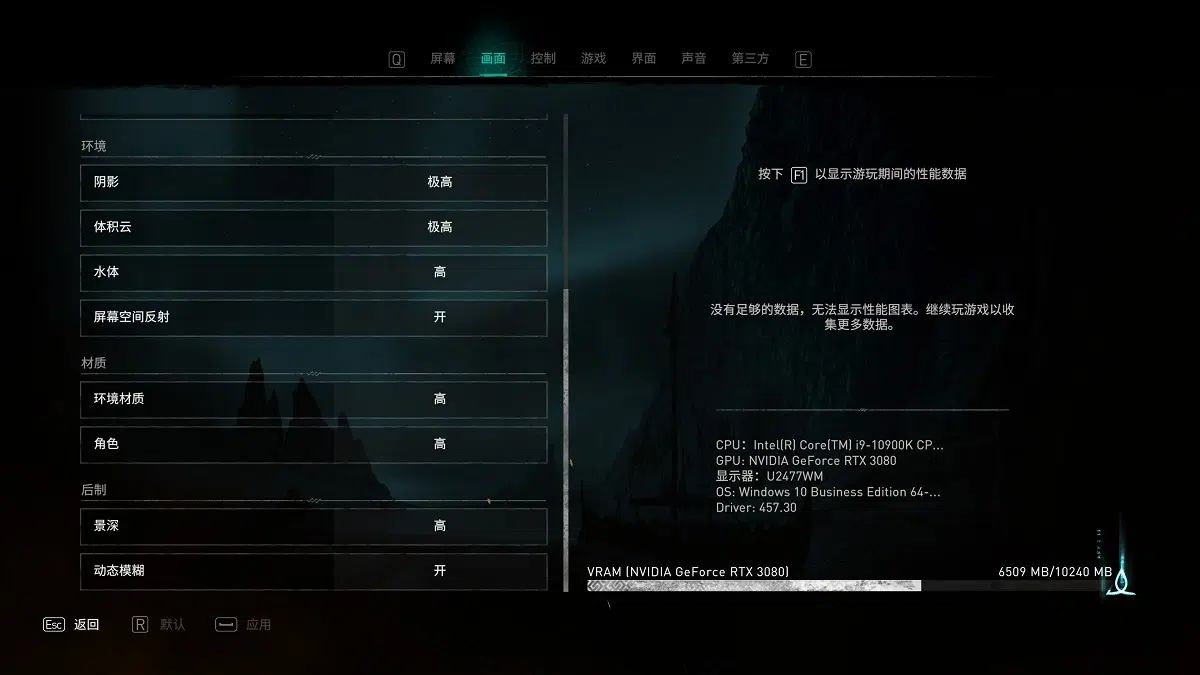 Q 屏幕 画面 控制 游戏 界面 声音 第三方 E
环境
阴影 极高
体积云 极高
水体 高
屏幕空间反射 开
材质
环境材质 高
角色 高
后制
景深 高
动态模糊 开
按下 F1 以显示游玩期间的性能数据
没有足够的数据，无法显示性能图表。继续玩游戏以收
集更多数据。
CPU：Intel(R) Core(TM) i9-10900K CP...
GPU: NVIDIA GeForce RTX 3080
显示器：U2477WM
OS: Windows 10 Business Edition 64-...
Driver: 457.30
VRAM (NVIDIA GeForce RTX 3080) 6509 MB/10240 MB
Esc 返回 R 默认 应用